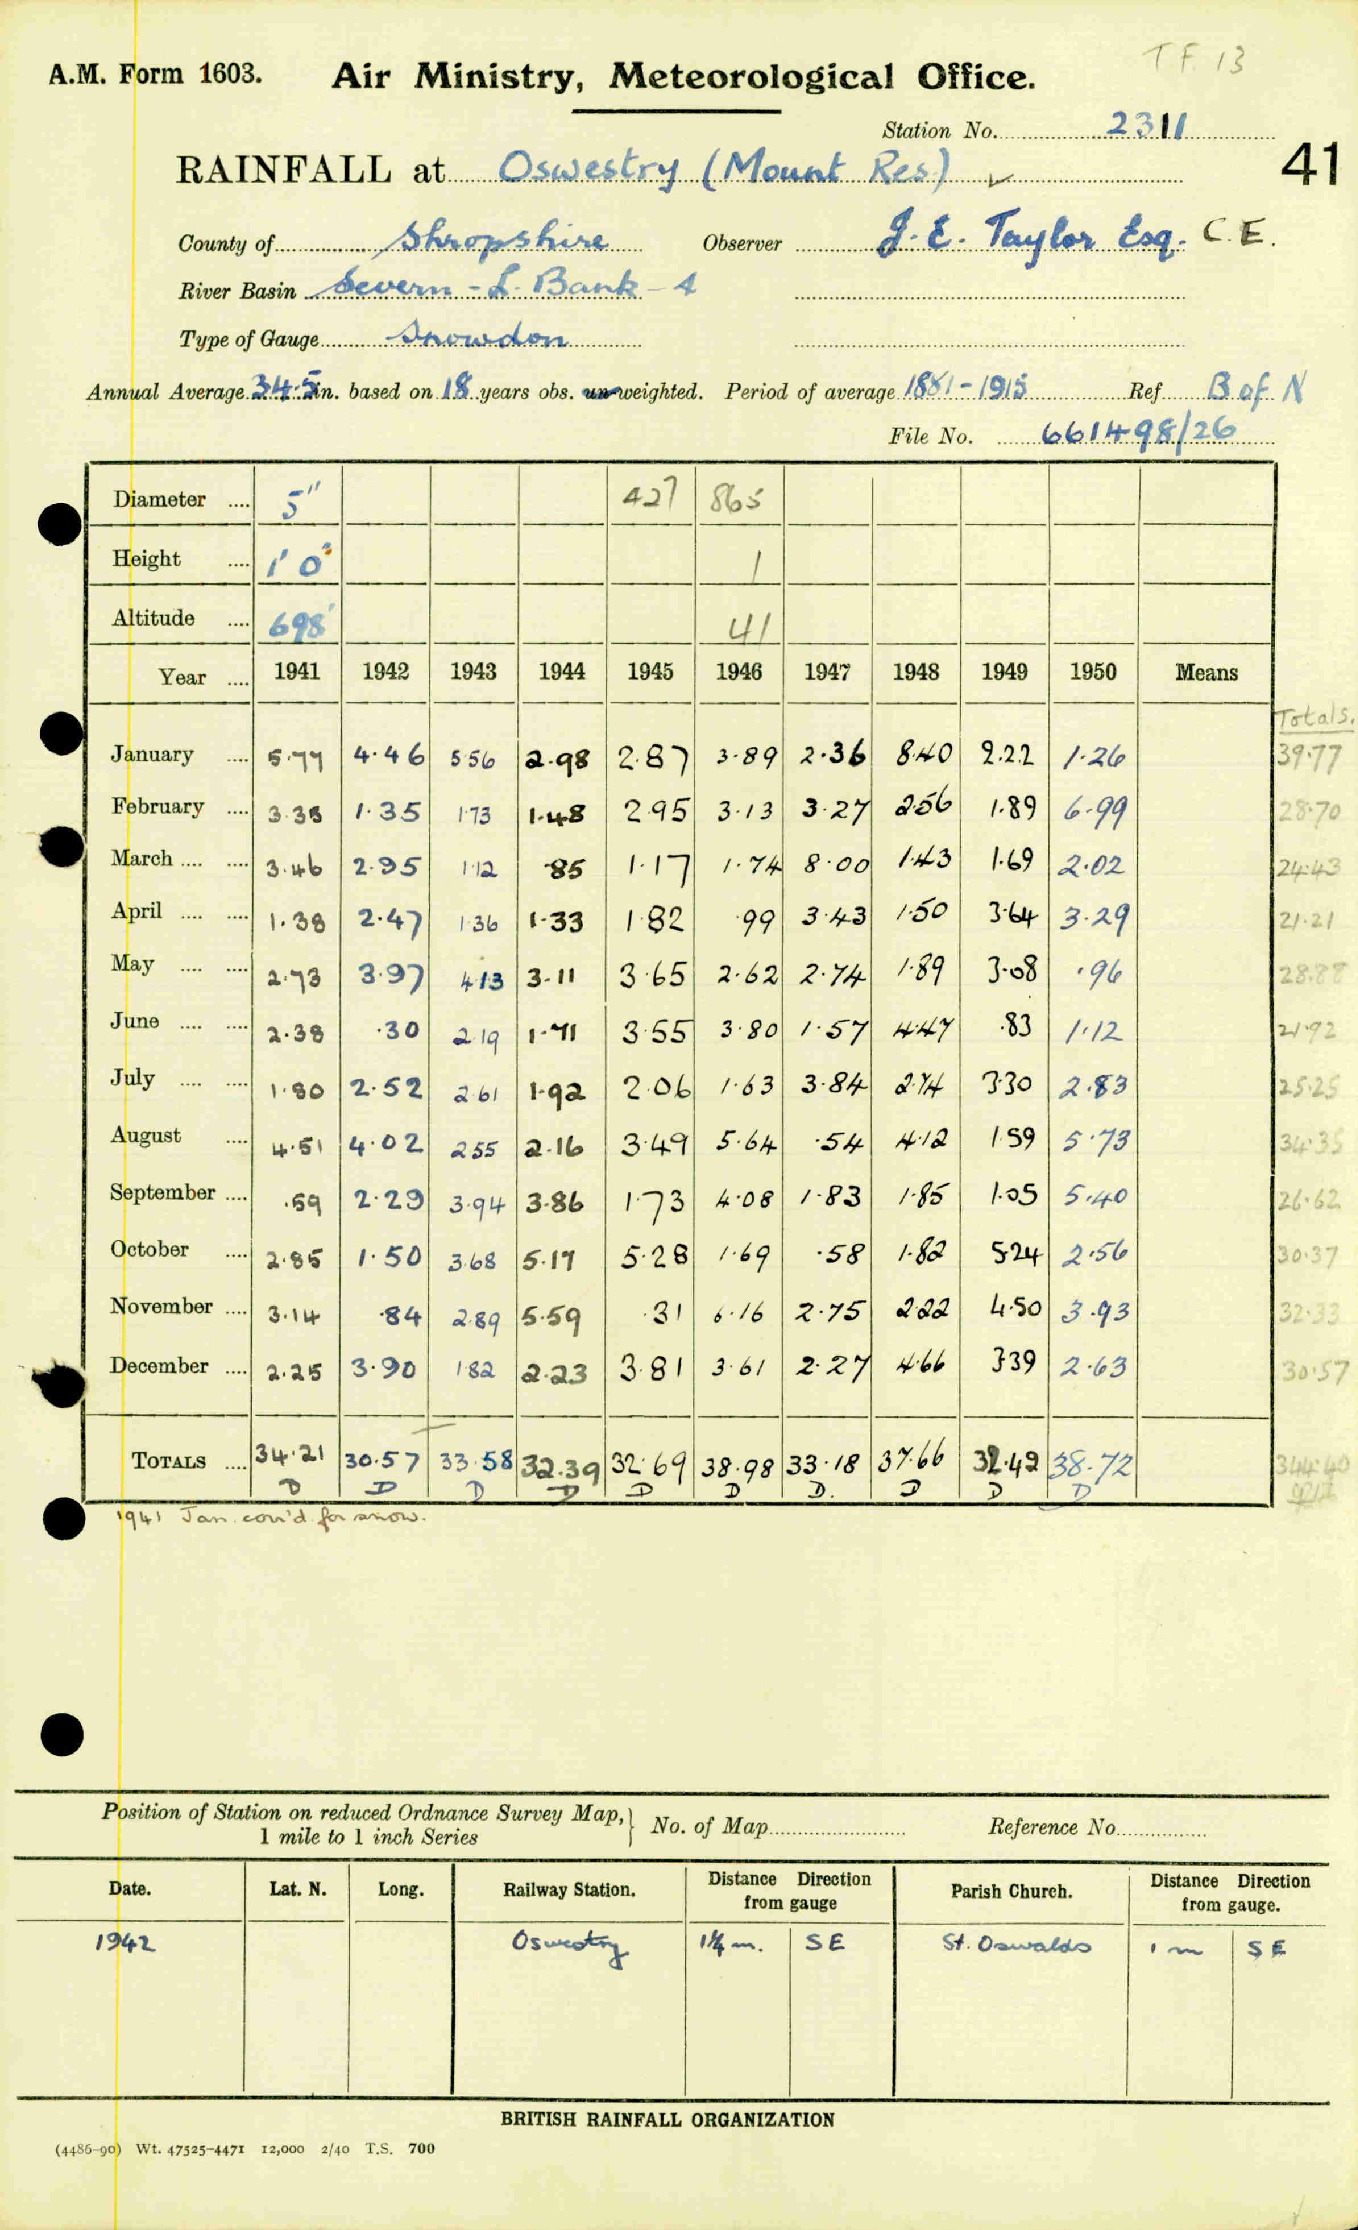 T F. 13
A.M. Form 1603. Air Ministry, Meteorological Office.
Station No. 2311
41
RAINFALL at Oswestry (Mount Res) ✓
County of Shropshire Observer J. E. Taylor Esq. C.E.
River Basin Severn - L. Bank - 4
Type of Gauge Snowdon
Annual Average 34.5 in. based on 18 years obs. un-weighted. Period of average 1881-1915 Ref B of N
File No. 661498/26
Diameter .... 5" 427 865
Height .... 1' 0" 1
Altitude .... 698' 41
Year .... 1941 1942 1943 1944 1945 1946 1947 1948 1949 1950 Means
Totals.
January .... 5.77 4.46 5.56 2.98 2.87 3.89 2.36 8.40 2.22 1.26 39.77
February .... 3.35 1.35 1.73 1.48 2.95 3.13 3.27 2.56 1.89 6.99 28.70
March .... .... 3.46 2.95 1.12 .85 1.17 1.74 8.00 1.43 1.69 2.02 24.43
April .... .... 1.38 2.47 1.36 1.33 1.82 .99 3.43 1.50 3.64 3.29 21.21
May .... .... 2.73 3.97 4.13 3.11 3.65 2.62 2.74 1.89 3.08 .96 28.88
June .... .... 2.38 .30 2.19 1.71 3.55 3.80 1.57 4.47 .83 1.12 21.92
July .... .... 1.80 2.52 2.61 1.92 2.06 1.63 3.84 2.74 3.30 2.83 25.25
August .... 4.51 4.02 2.55 2.16 3.49 5.64 .54 4.12 1.59 5.73 34.35
September .... .59 2.29 3.94 3.86 1.73 4.08 1.83 1.85 1.05 5.40 26.62
October .... 2.85 1.50 3.68 5.17 5.28 1.69 .58 1.82 5.24 2.56 30.37
November .... 3.14 .84 2.89 5.59 .31 6.16 2.75 2.22 4.50 3.93 32.33
December .... 2.25 3.90 1.82 2.23 3.81 3.61 2.27 4.66 3.39 2.63 30.57
TOTALS .... 34.21 30.57 33.58 32.39 32.69 38.98 33.18 37.66 32.42 38.72 344.40
D D D D D D D. D D D
1941 Jan. cor'd for snow.
Position of Station on reduced Ordnance Survey Map, } No. of Map Reference No.
1 mile to 1 inch Series
Date. Lat. N. Long. Railway Station. Distance Direction from gauge Parish Church. Distance Direction from gauge.
1942 Oswestry 1¼ m. SE St. Oswalds 1 m SE
BRITISH RAINFALL ORGANIZATION
(4486-90) Wt. 47525-4471 12,000 2/40 T.S. 700